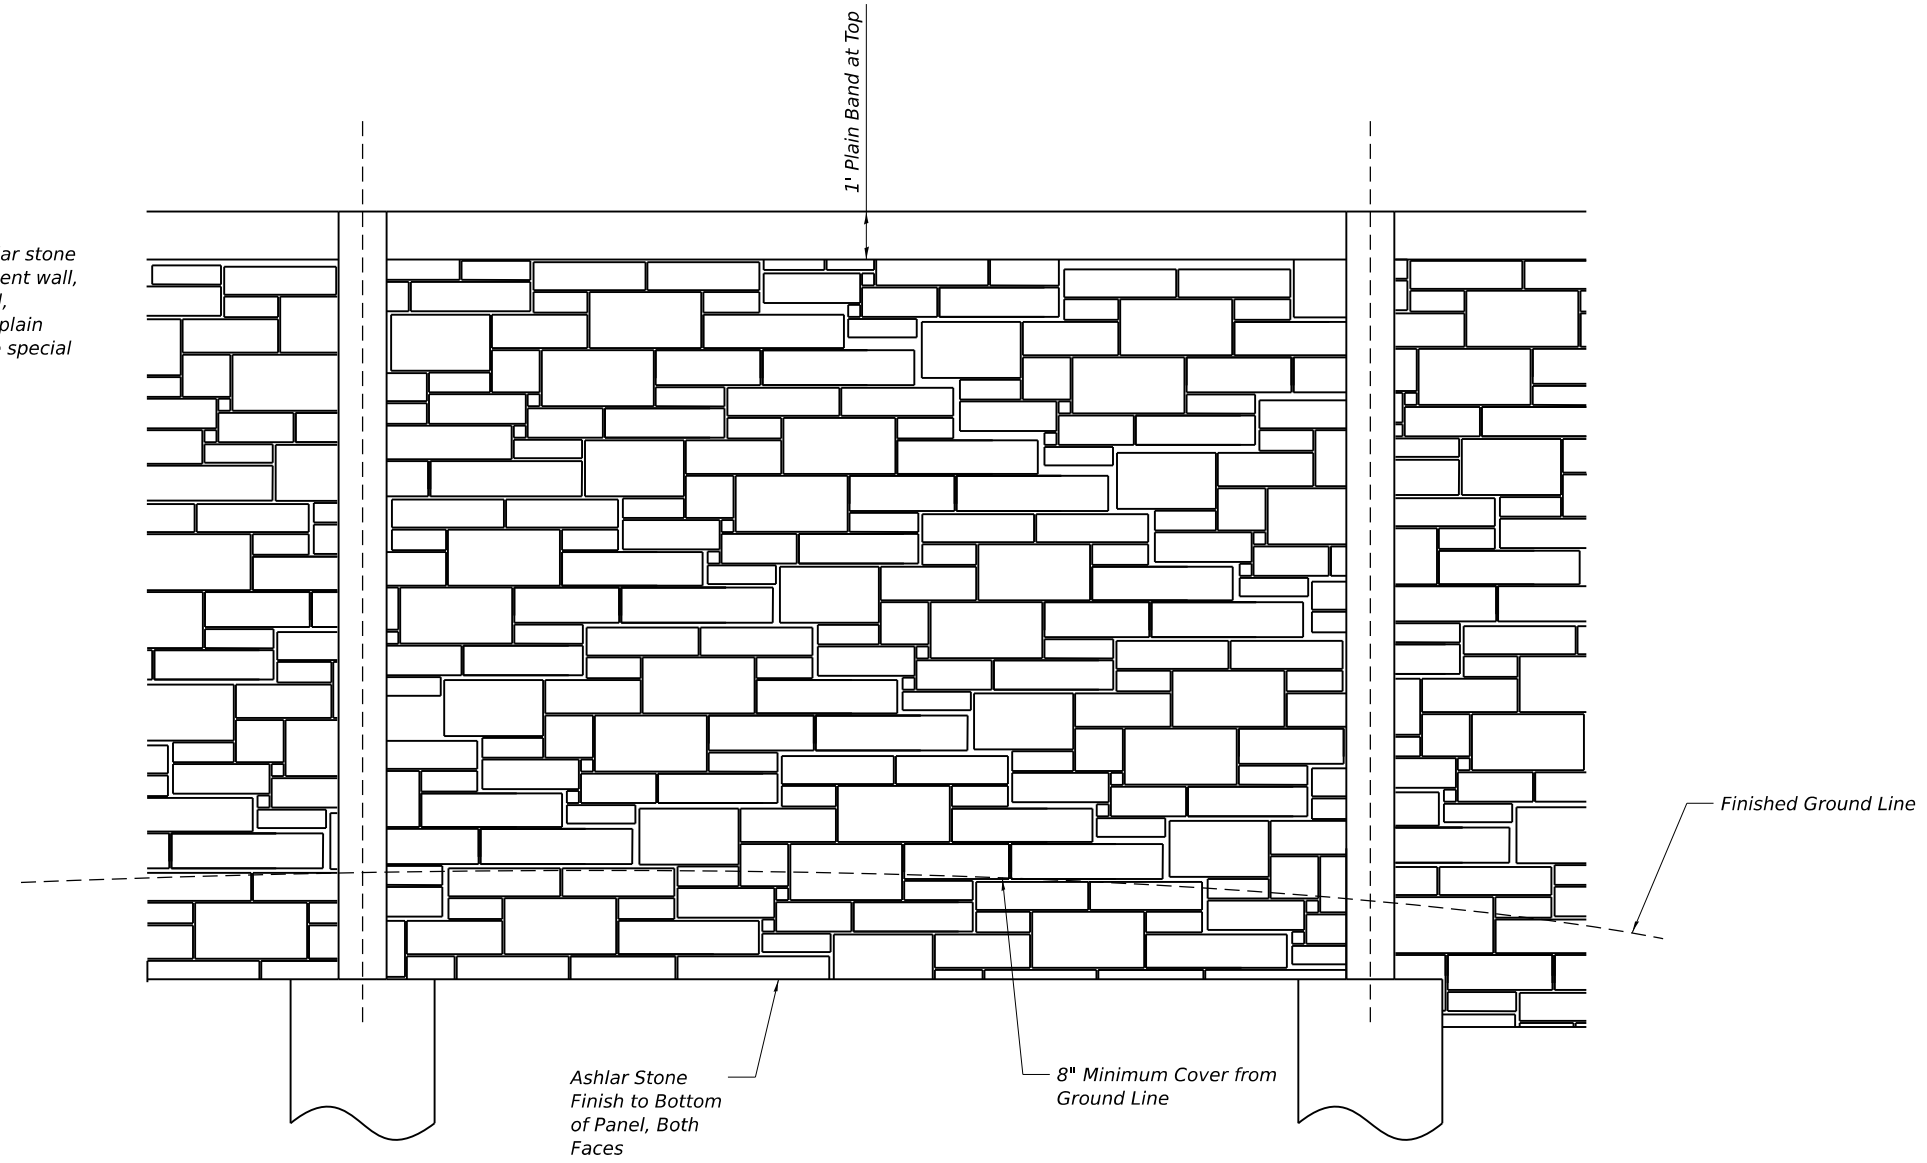 1' Plain Band at Top
ar stone
ent wall,
plain
special
Finished Ground Line
Ashlar Stone
Finish to Bottom
of Panel, Both
Faces
8" Minimum Cover from
Ground Line